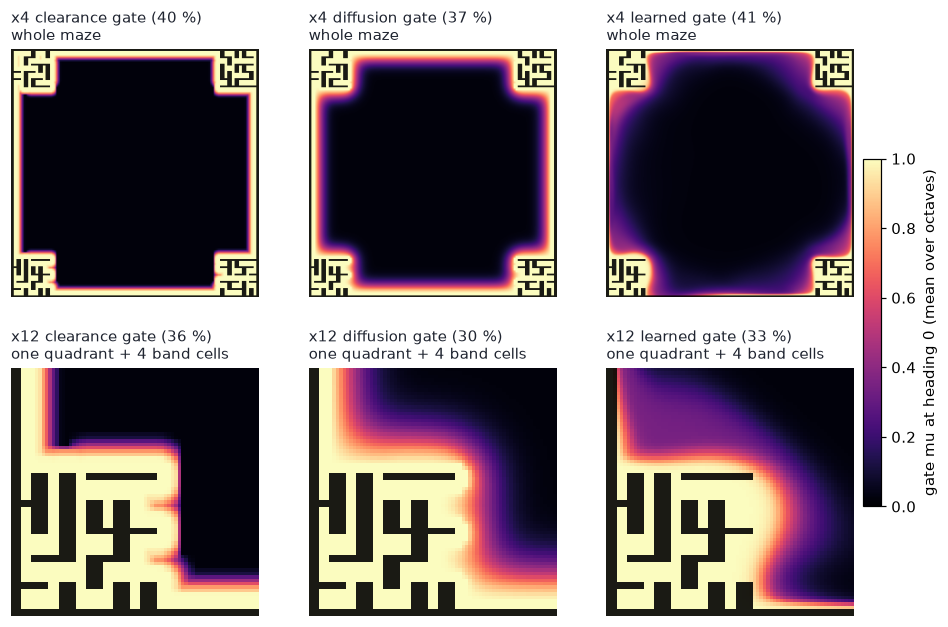 x4 clearance gate (40 %)
whole maze
x4 diffusion gate (37 %)
whole maze
x4 learned gate (41 %)
whole maze
x12 clearance gate (36 %)
one quadrant + 4 band cells
x12 diffusion gate (30 %)
one quadrant + 4 band cells
x12 learned gate (33 %)
one quadrant + 4 band cells
1.0
0.8
0.6
0.4
0.2
0.0
gate mu at heading 0 (mean over octaves)